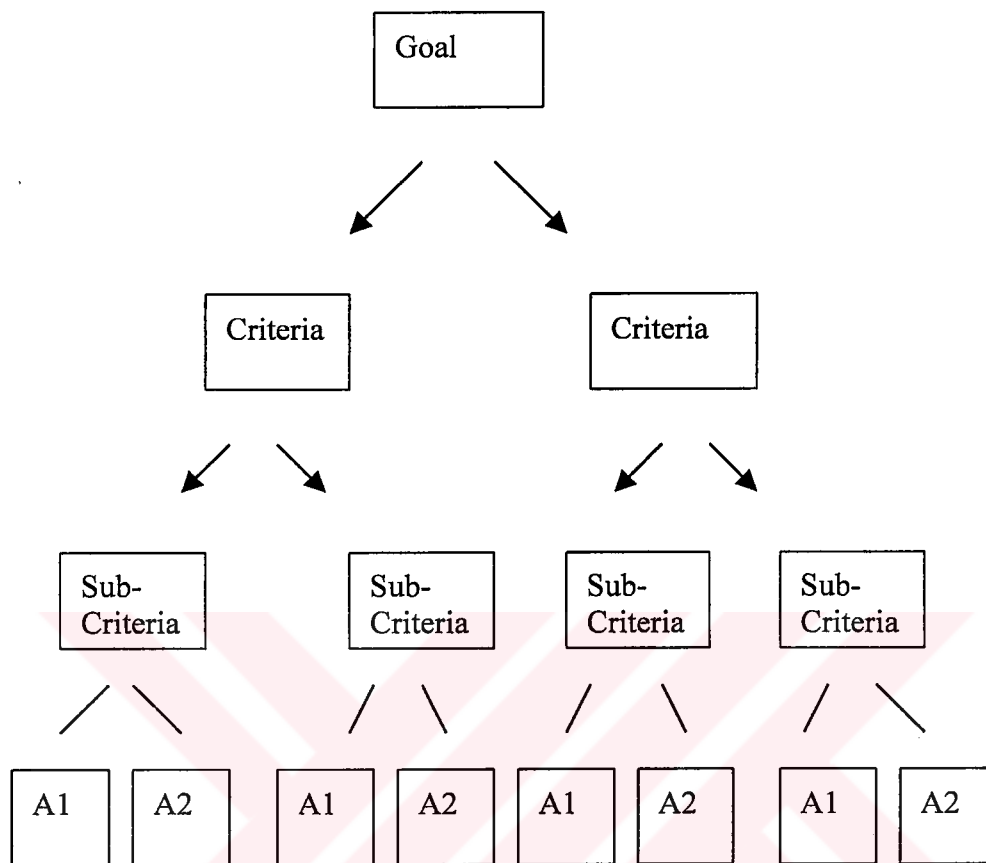 Goal
Criteria
Criteria
Sub-
Criteria
Sub-
Criteria
Sub-
Criteria
Sub-
Criteria
A1
A2
A1
A2
A1
A2
A1
A2